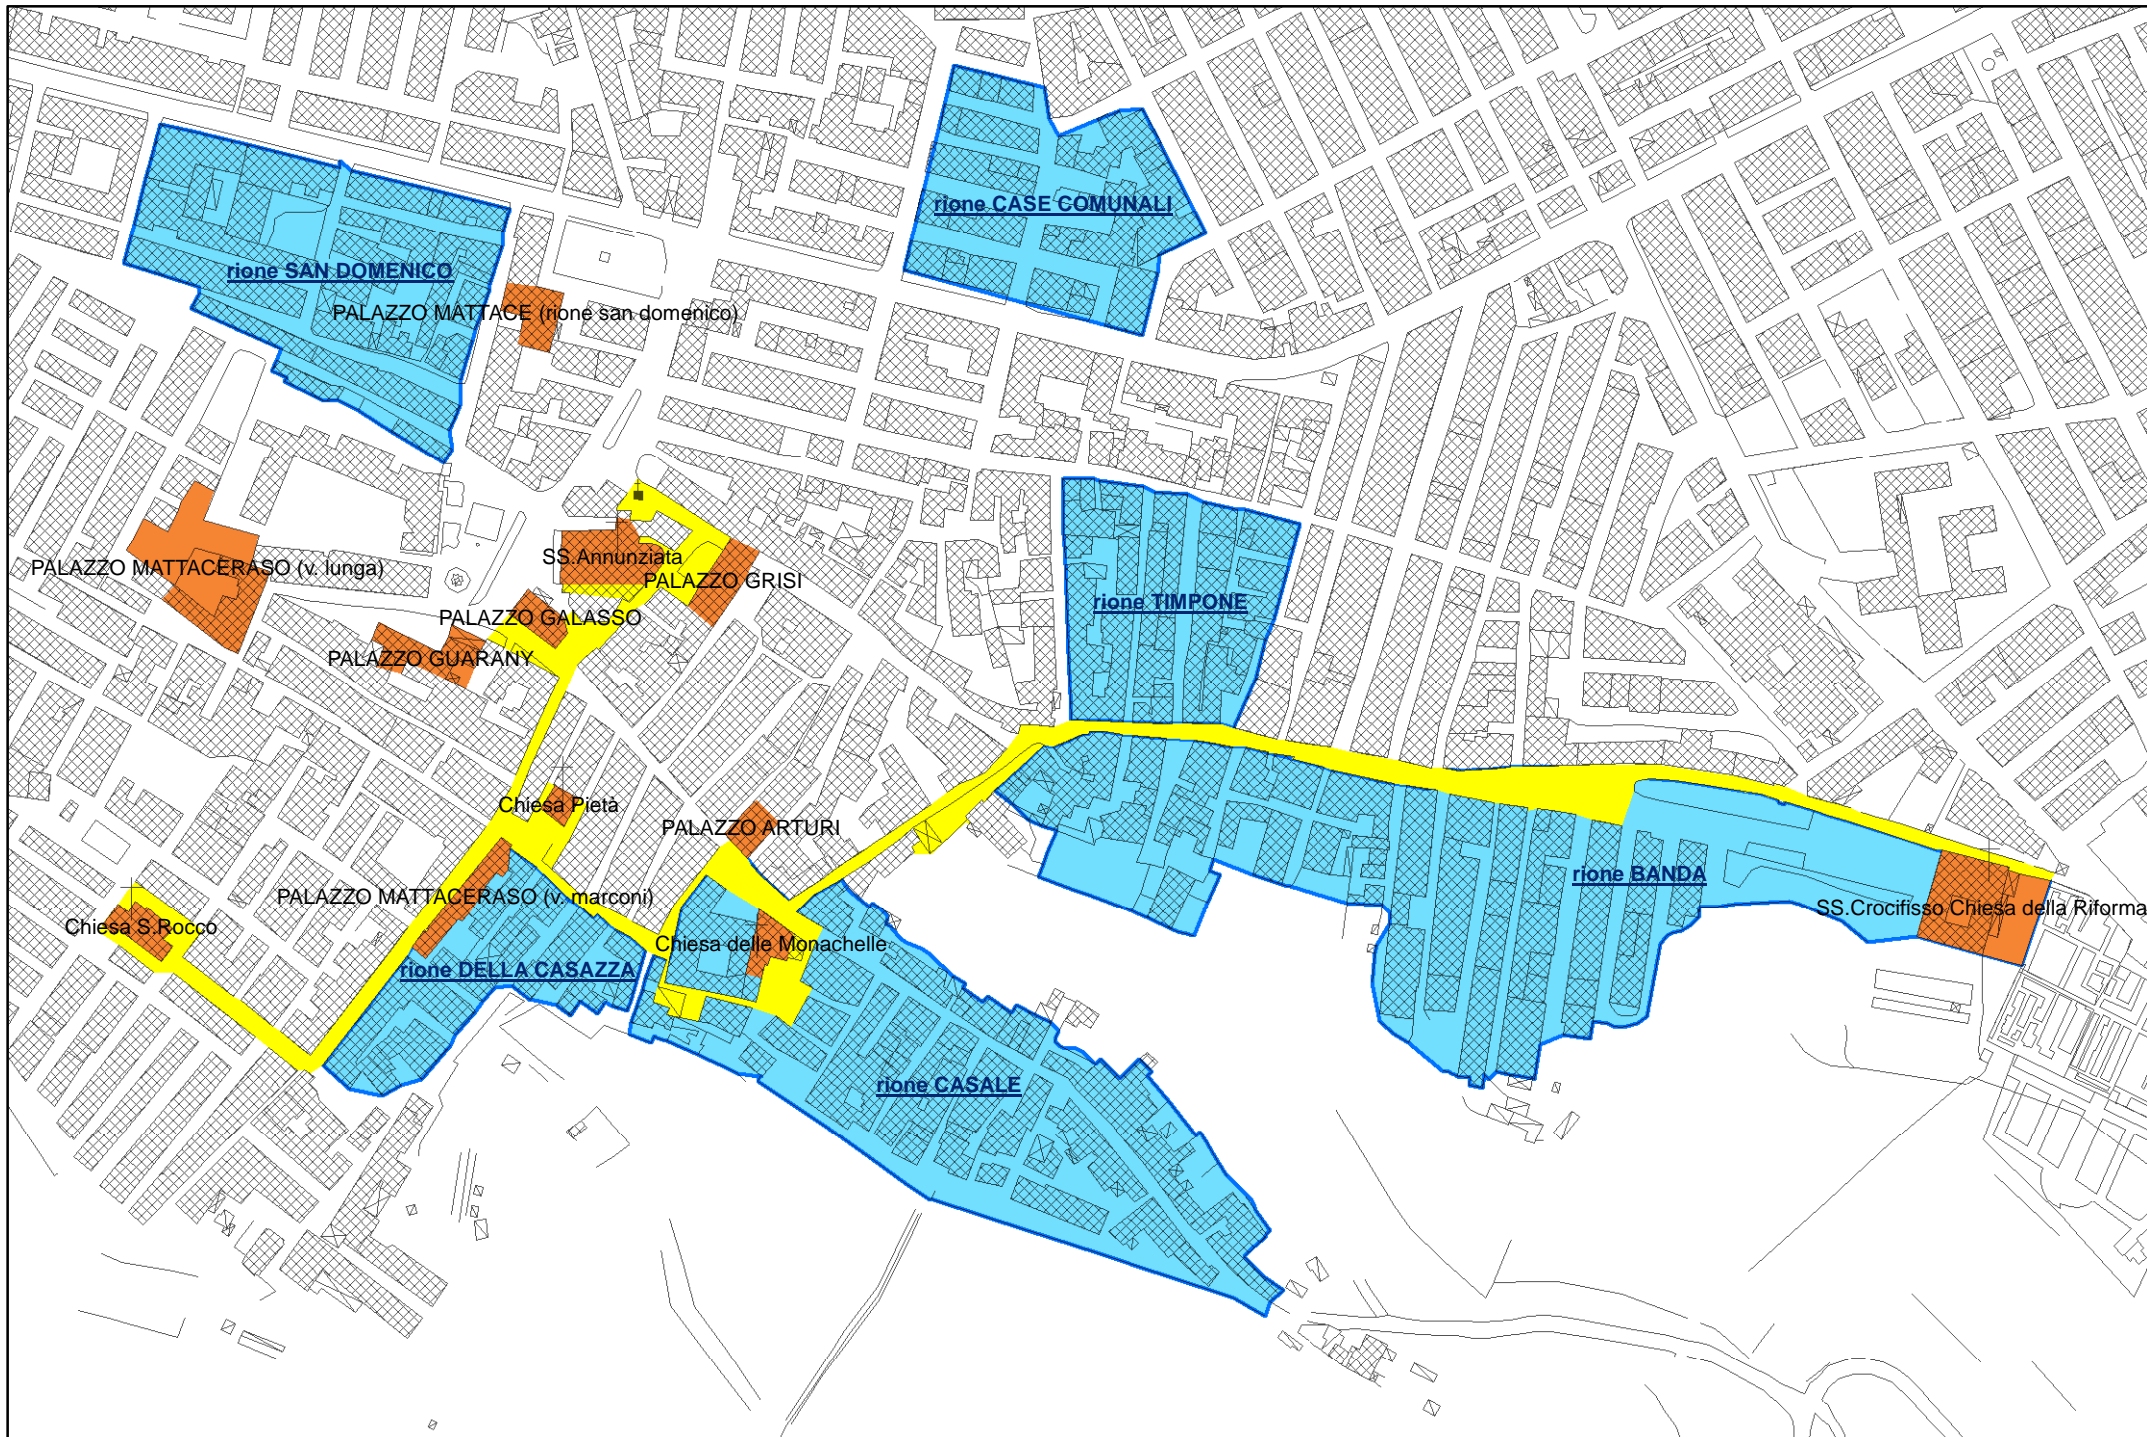 rione CASE COMUNALI
rione SAN DOMENICO
PALAZZO MATTACE (rione san domenico)
SS.Annunziata
PALAZZO MATTACERASO (v. lunga)
PALAZZO GRISI
rione TIMPONE
PALAZZO GALASSO
PALAZZO GUARANY
Chiesa Pietà
PALAZZO ARTURI
rione BANDA
PALAZZO MATTACERASO (v. marconi)
SS.Crocifisso Chiesa della Riforma
Chiesa S.Rocco
Chiesa delle Monachelle
rione DELLA CASAZZA
rione CASALE